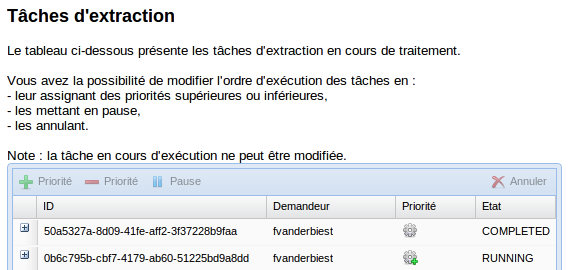 Tâches d'extraction
Le tableau ci-dessous présente les tâches d'extraction en cours de traitement.
Vous avez la possibilité de modifier l'ordre d'exécution des tâches en :
- leur assignant des priorités supérieures ou inférieures,
- les mettant en pause,
- les annulant.
Note : la tâche en cours d'exécution ne peut être modifiée.
Priorité Priorité Pause Annuler
ID Demandeur Priorité Etat
50a5327a-8d09-41fe-aff2-3f37228b9faa fvanderbiest COMPLETED
0b6c795b-cbf7-4179-ab60-51225bd9a8dd fvanderbiest RUNNING